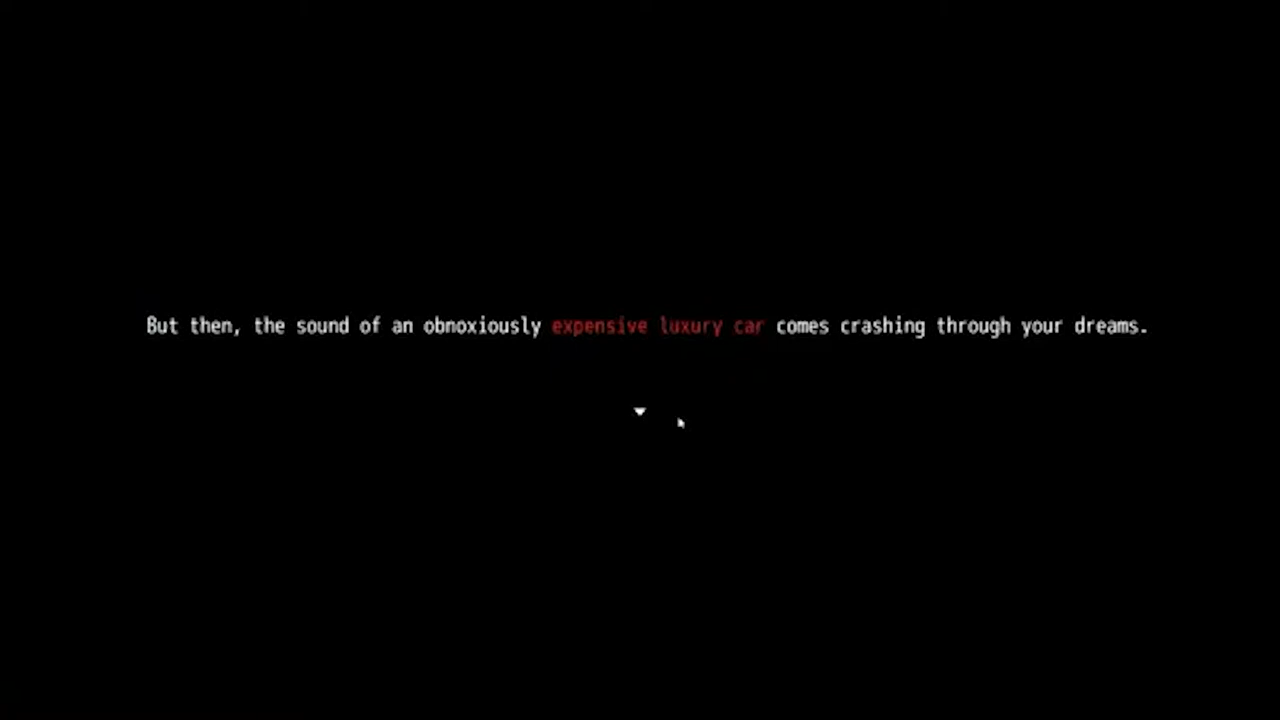 But then, the sound of an obnoxiously expensive luxury car comes crashing through your dreams.